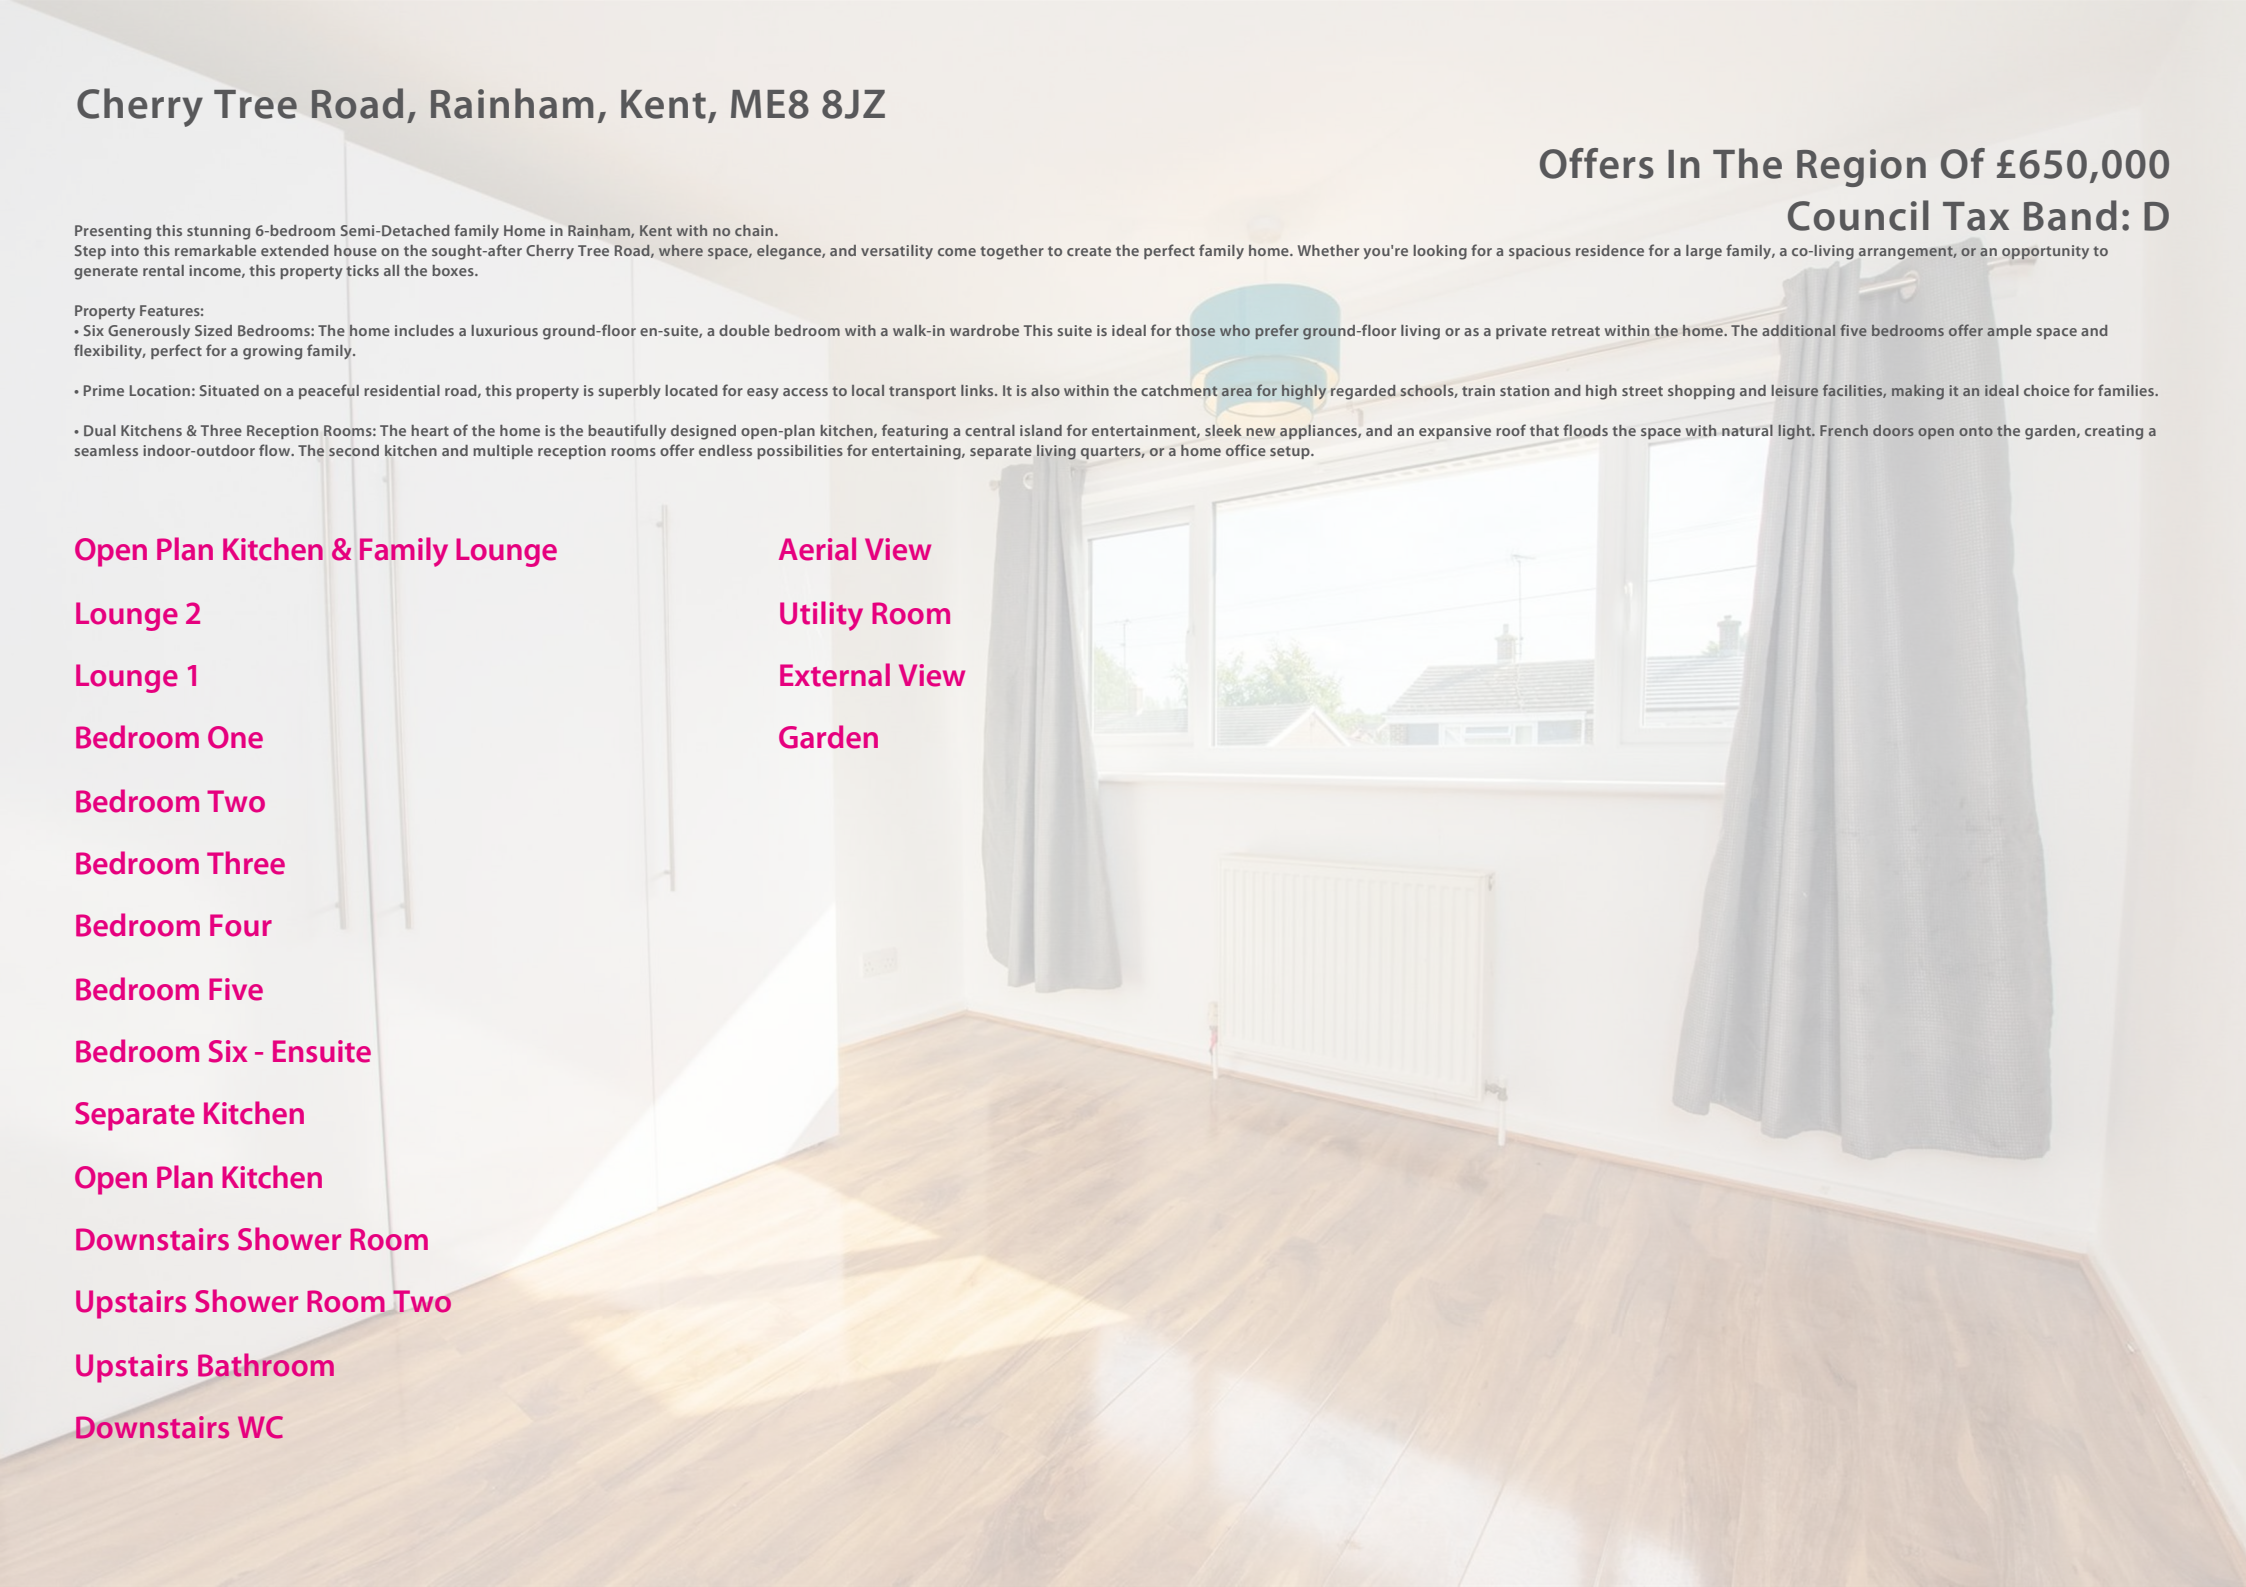 Cherry Tree Road, Rainham, Kent, ME8 8JZ
Offers In The Region Of £650,000
Council Tax Band: D
Presenting this stunning 6-bedroom Semi-Detached family Home in Rainham, Kent with no chain.
Step into this remarkable extended house on the sought-after Cherry Tree Road, where space, elegance, and versatility come together to create the perfect family home. Whether you're looking for a spacious residence for a large family, a co-living arrangement, or an opportunity to
generate rental income, this property ticks all the boxes.
Property Features:
• Six Generously Sized Bedrooms: The home includes a luxurious ground-floor en-suite, a double bedroom with a walk-in wardrobe This suite is ideal for those who prefer ground-floor living or as a private retreat within the home. The additional five bedrooms offer ample space and
flexibility, perfect for a growing family.
• Prime Location: Situated on a peaceful residential road, this property is superbly located for easy access to local transport links. It is also within the catchment area for highly regarded schools, train station and high street shopping and leisure facilities, making it an ideal choice for families.
• Dual Kitchens & Three Reception Rooms: The heart of the home is the beautifully designed open-plan kitchen, featuring a central island for entertainment, sleek new appliances, and an expansive roof that floods the space with natural light. French doors open onto the garden, creating a
seamless indoor-outdoor flow. The second kitchen and multiple reception rooms offer endless possibilities for entertaining, separate living quarters, or a home office setup.
Open Plan Kitchen & Family Lounge
Lounge 2
Lounge 1
Bedroom One
Bedroom Two
Bedroom Three
Bedroom Four
Bedroom Five
Bedroom Six - Ensuite
Separate Kitchen
Open Plan Kitchen
Downstairs Shower Room
Upstairs Shower Room Two
Upstairs Bathroom
Downstairs WC
Aerial View
Utility Room
External View
Garden